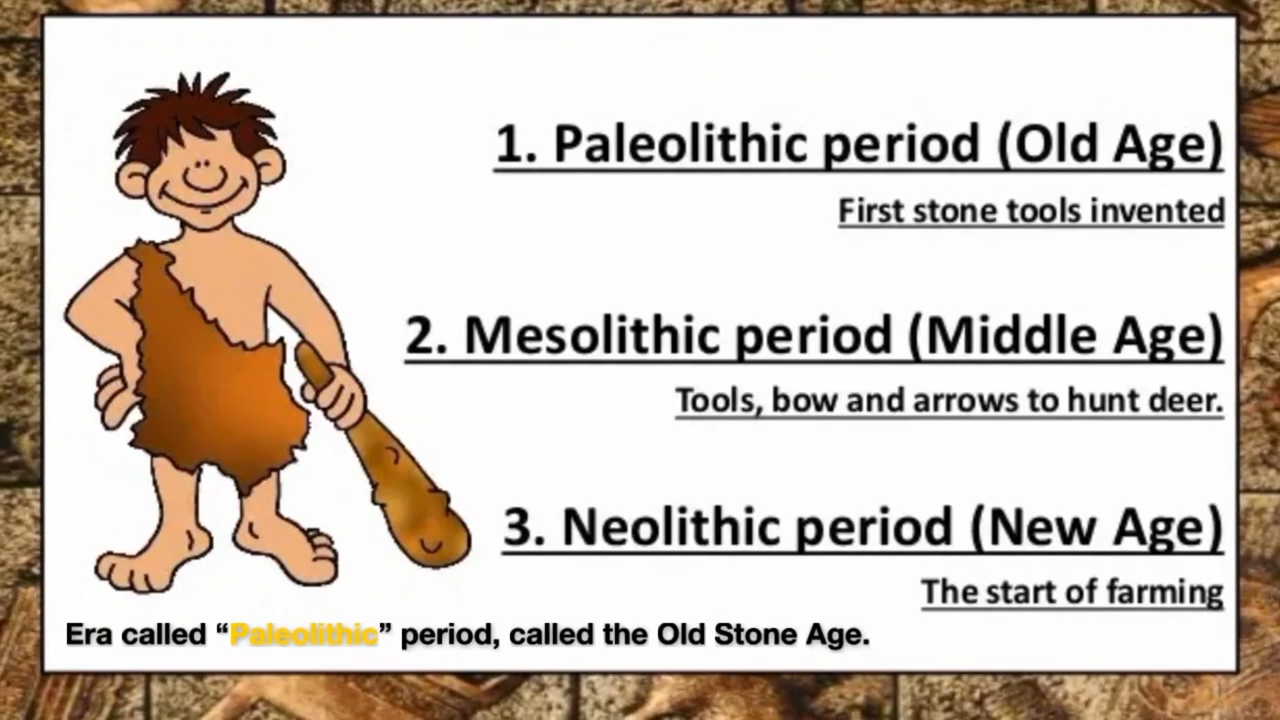 1. Paleolithic period (Old Age)
First stone tools invented
2. Mesolithic period (Middle Age)
Tools, bow and arrows to hunt deer.
3. Neolithic period (New Age)
The start of farming
Era called “Paleolithic” period, called the Old Stone Age.